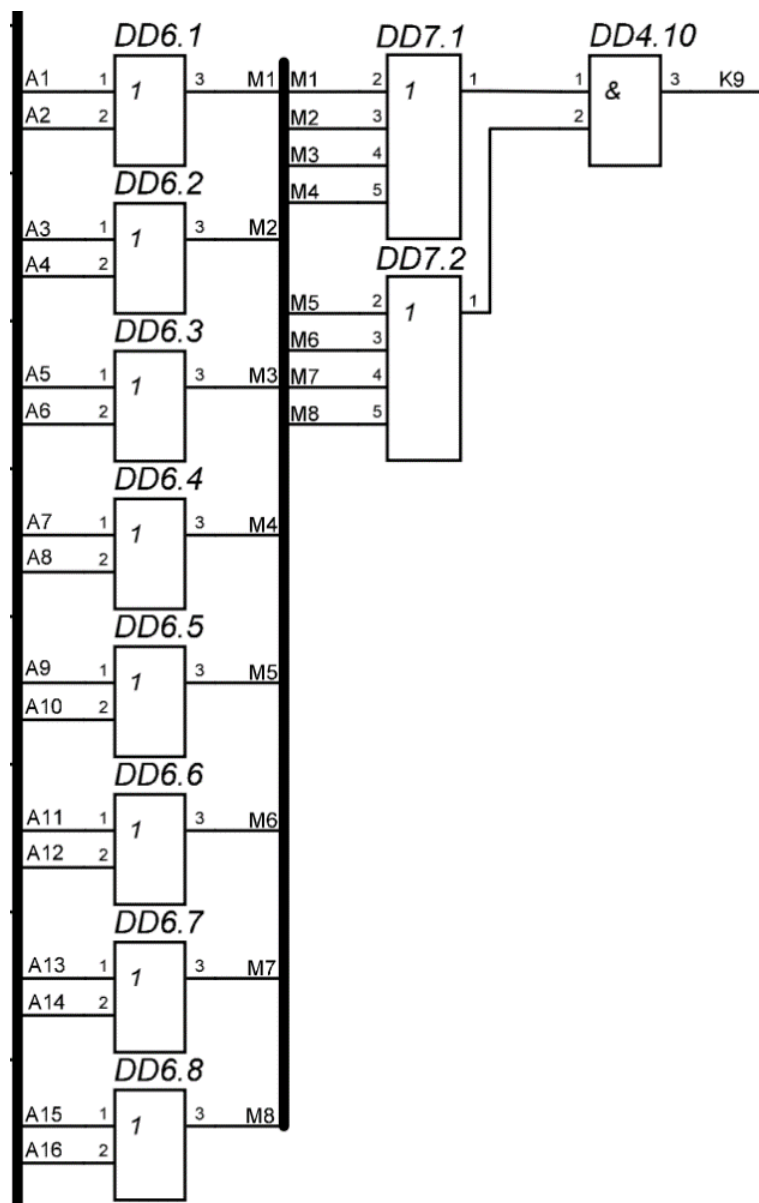 DD6.1 DD7.1 DD4.10
A1 1 1 3 M1 M1 2 1 1 1 & 3 K9
A2 2 M2 3 2
M3 4
DD6.2 M4 5
A3 1 1 3 M2
A4 2 DD7.2
M5 2 1 1
DD6.3 M6 3
A5 1 1 3 M3 M7 4
A6 2 M8 5
DD6.4
A7 1 1 3 M4
A8 2
DD6.5
A9 1 1 3 M5
A10 2
DD6.6
A11 1 1 3 M6
A12 2
DD6.7
A13 1 1 3 M7
A14 2
DD6.8
A15 1 1 3 M8
A16 2